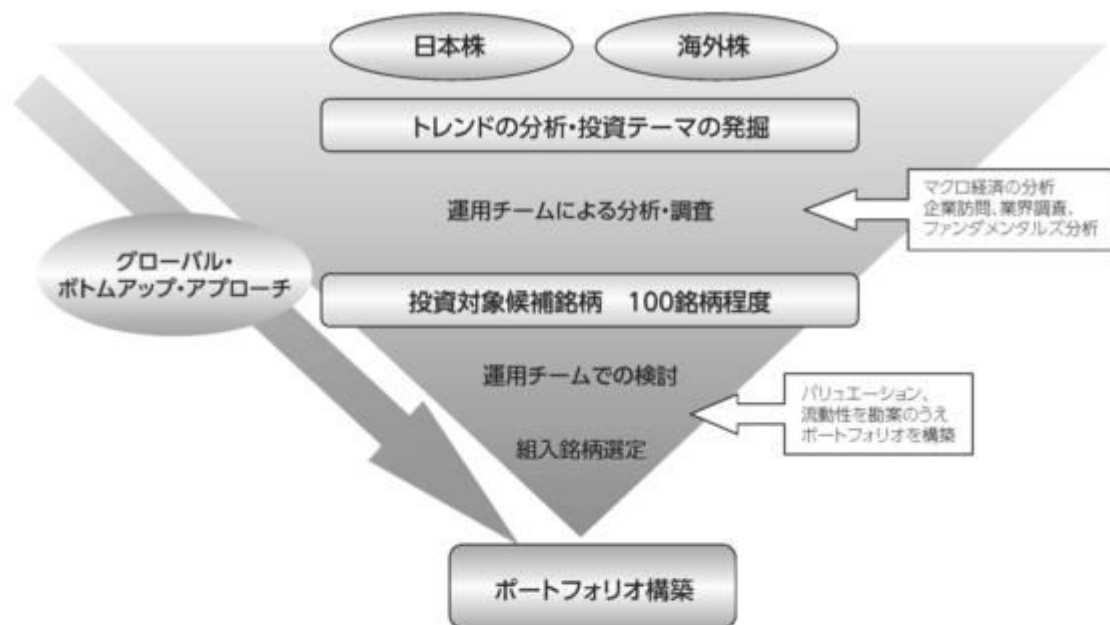 日本株
海外株
トレンドの分析・投資テーマの発掘
運用チームによる分析・調査
マクロ経済の分析
企業訪問、業界調査、
ファンダメンタルズ分析
グローバル・
ボトムアップ・アプローチ
投資対象候補銘柄　100銘柄程度
運用チームでの検討
バリュエーション、
流動性を勘案のうえ
ポートフォリオを構築
組入銘柄選定
ポートフォリオ構築